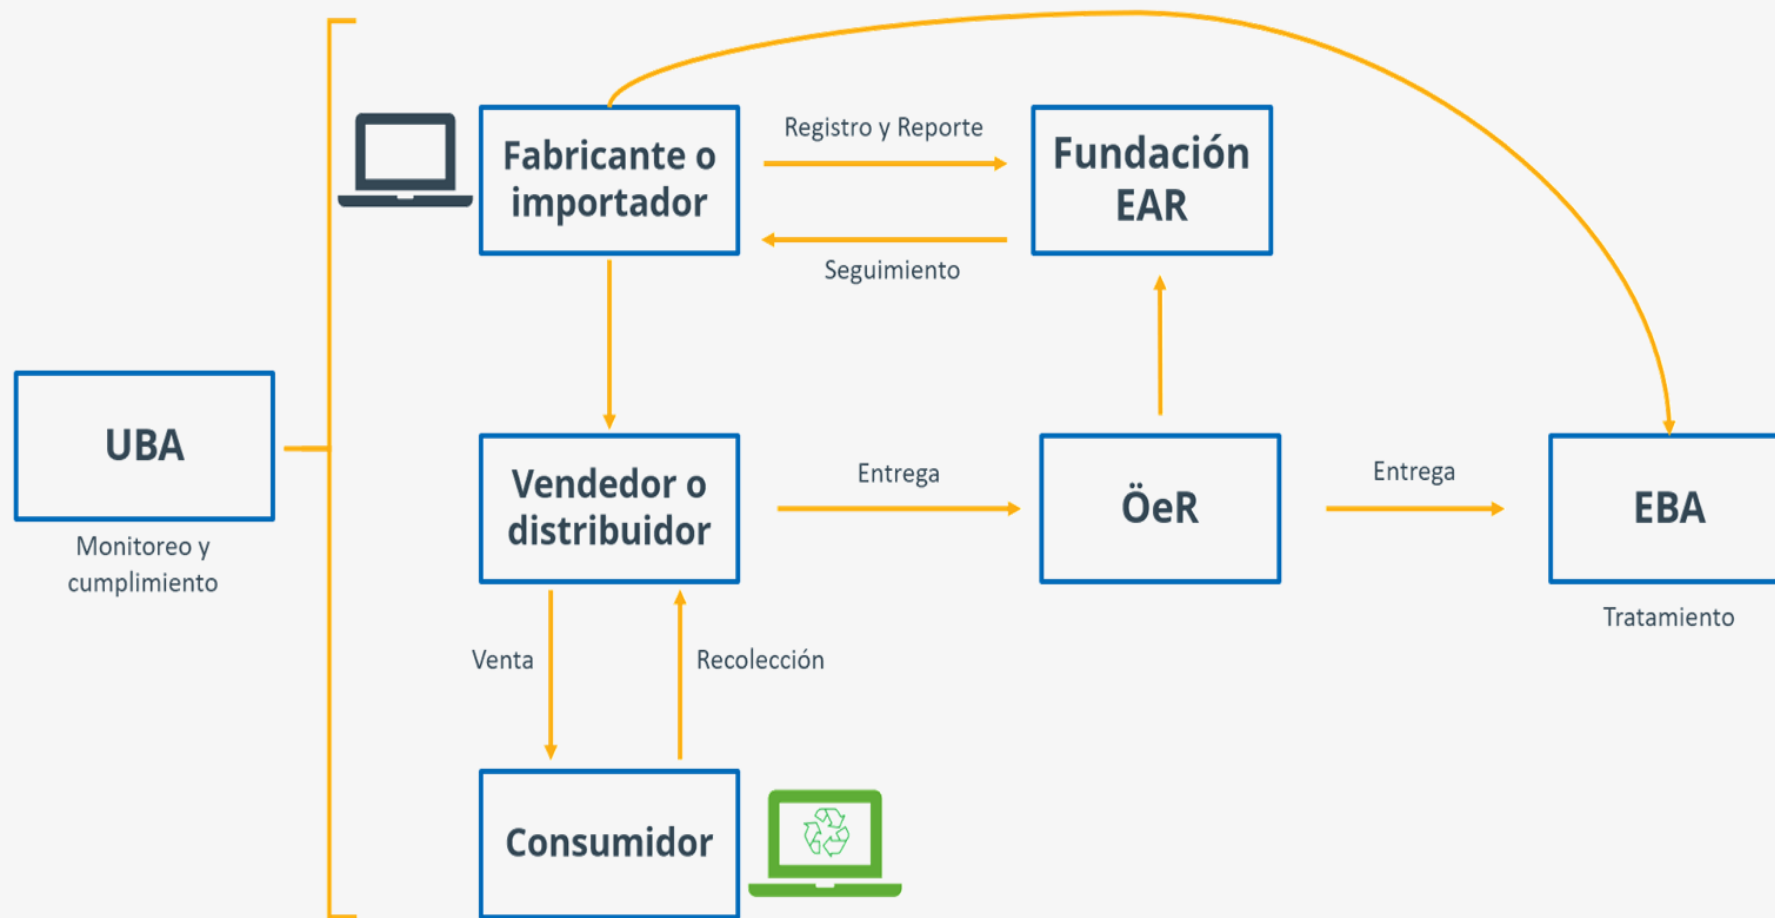 Fabricante o
importador
Registro y Reporte
Fundación
EAR
Seguimiento
UBA
Monitoreo y
cumplimiento
Vendedor o
distribuidor
Entrega
ÖeR
Entrega
EBA
Tratamiento
Venta
Recolección
Consumidor